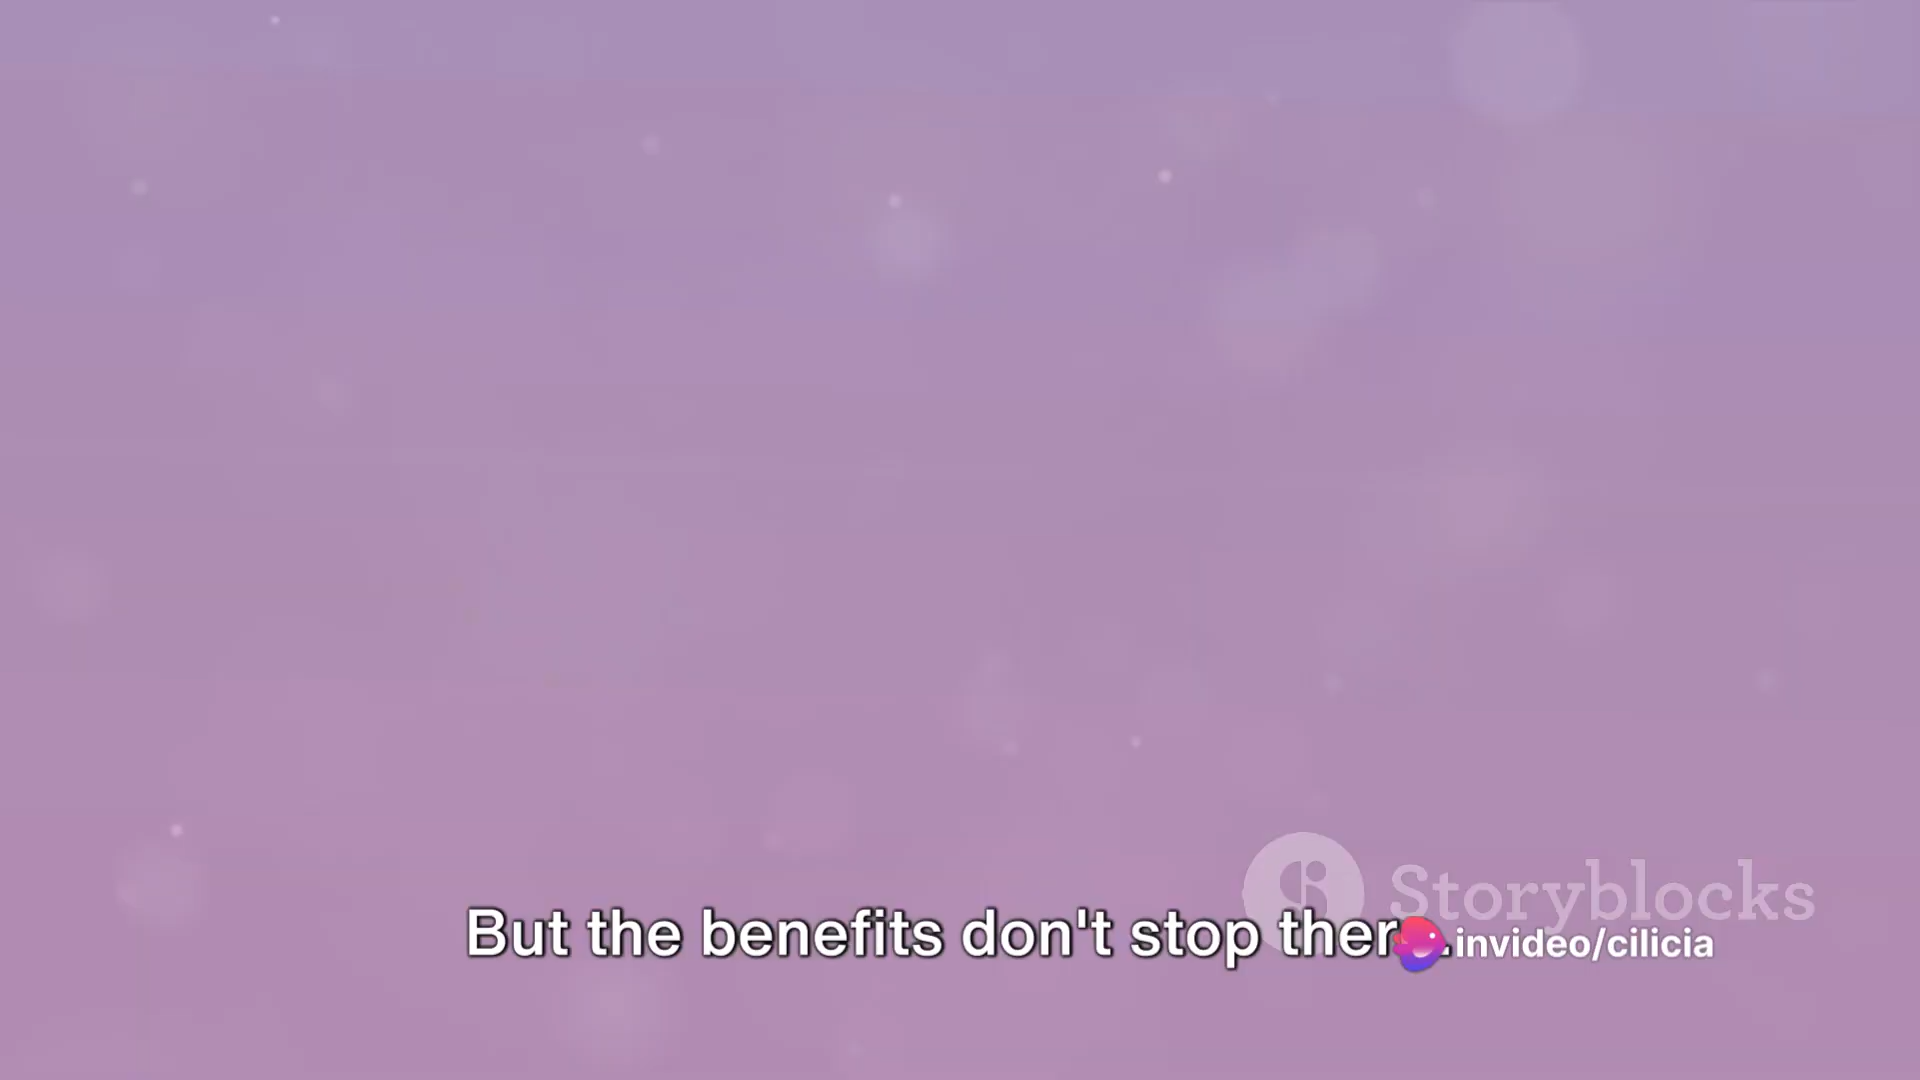 Storyblocks
But the benefits don't stop ther
invideo/cilicia